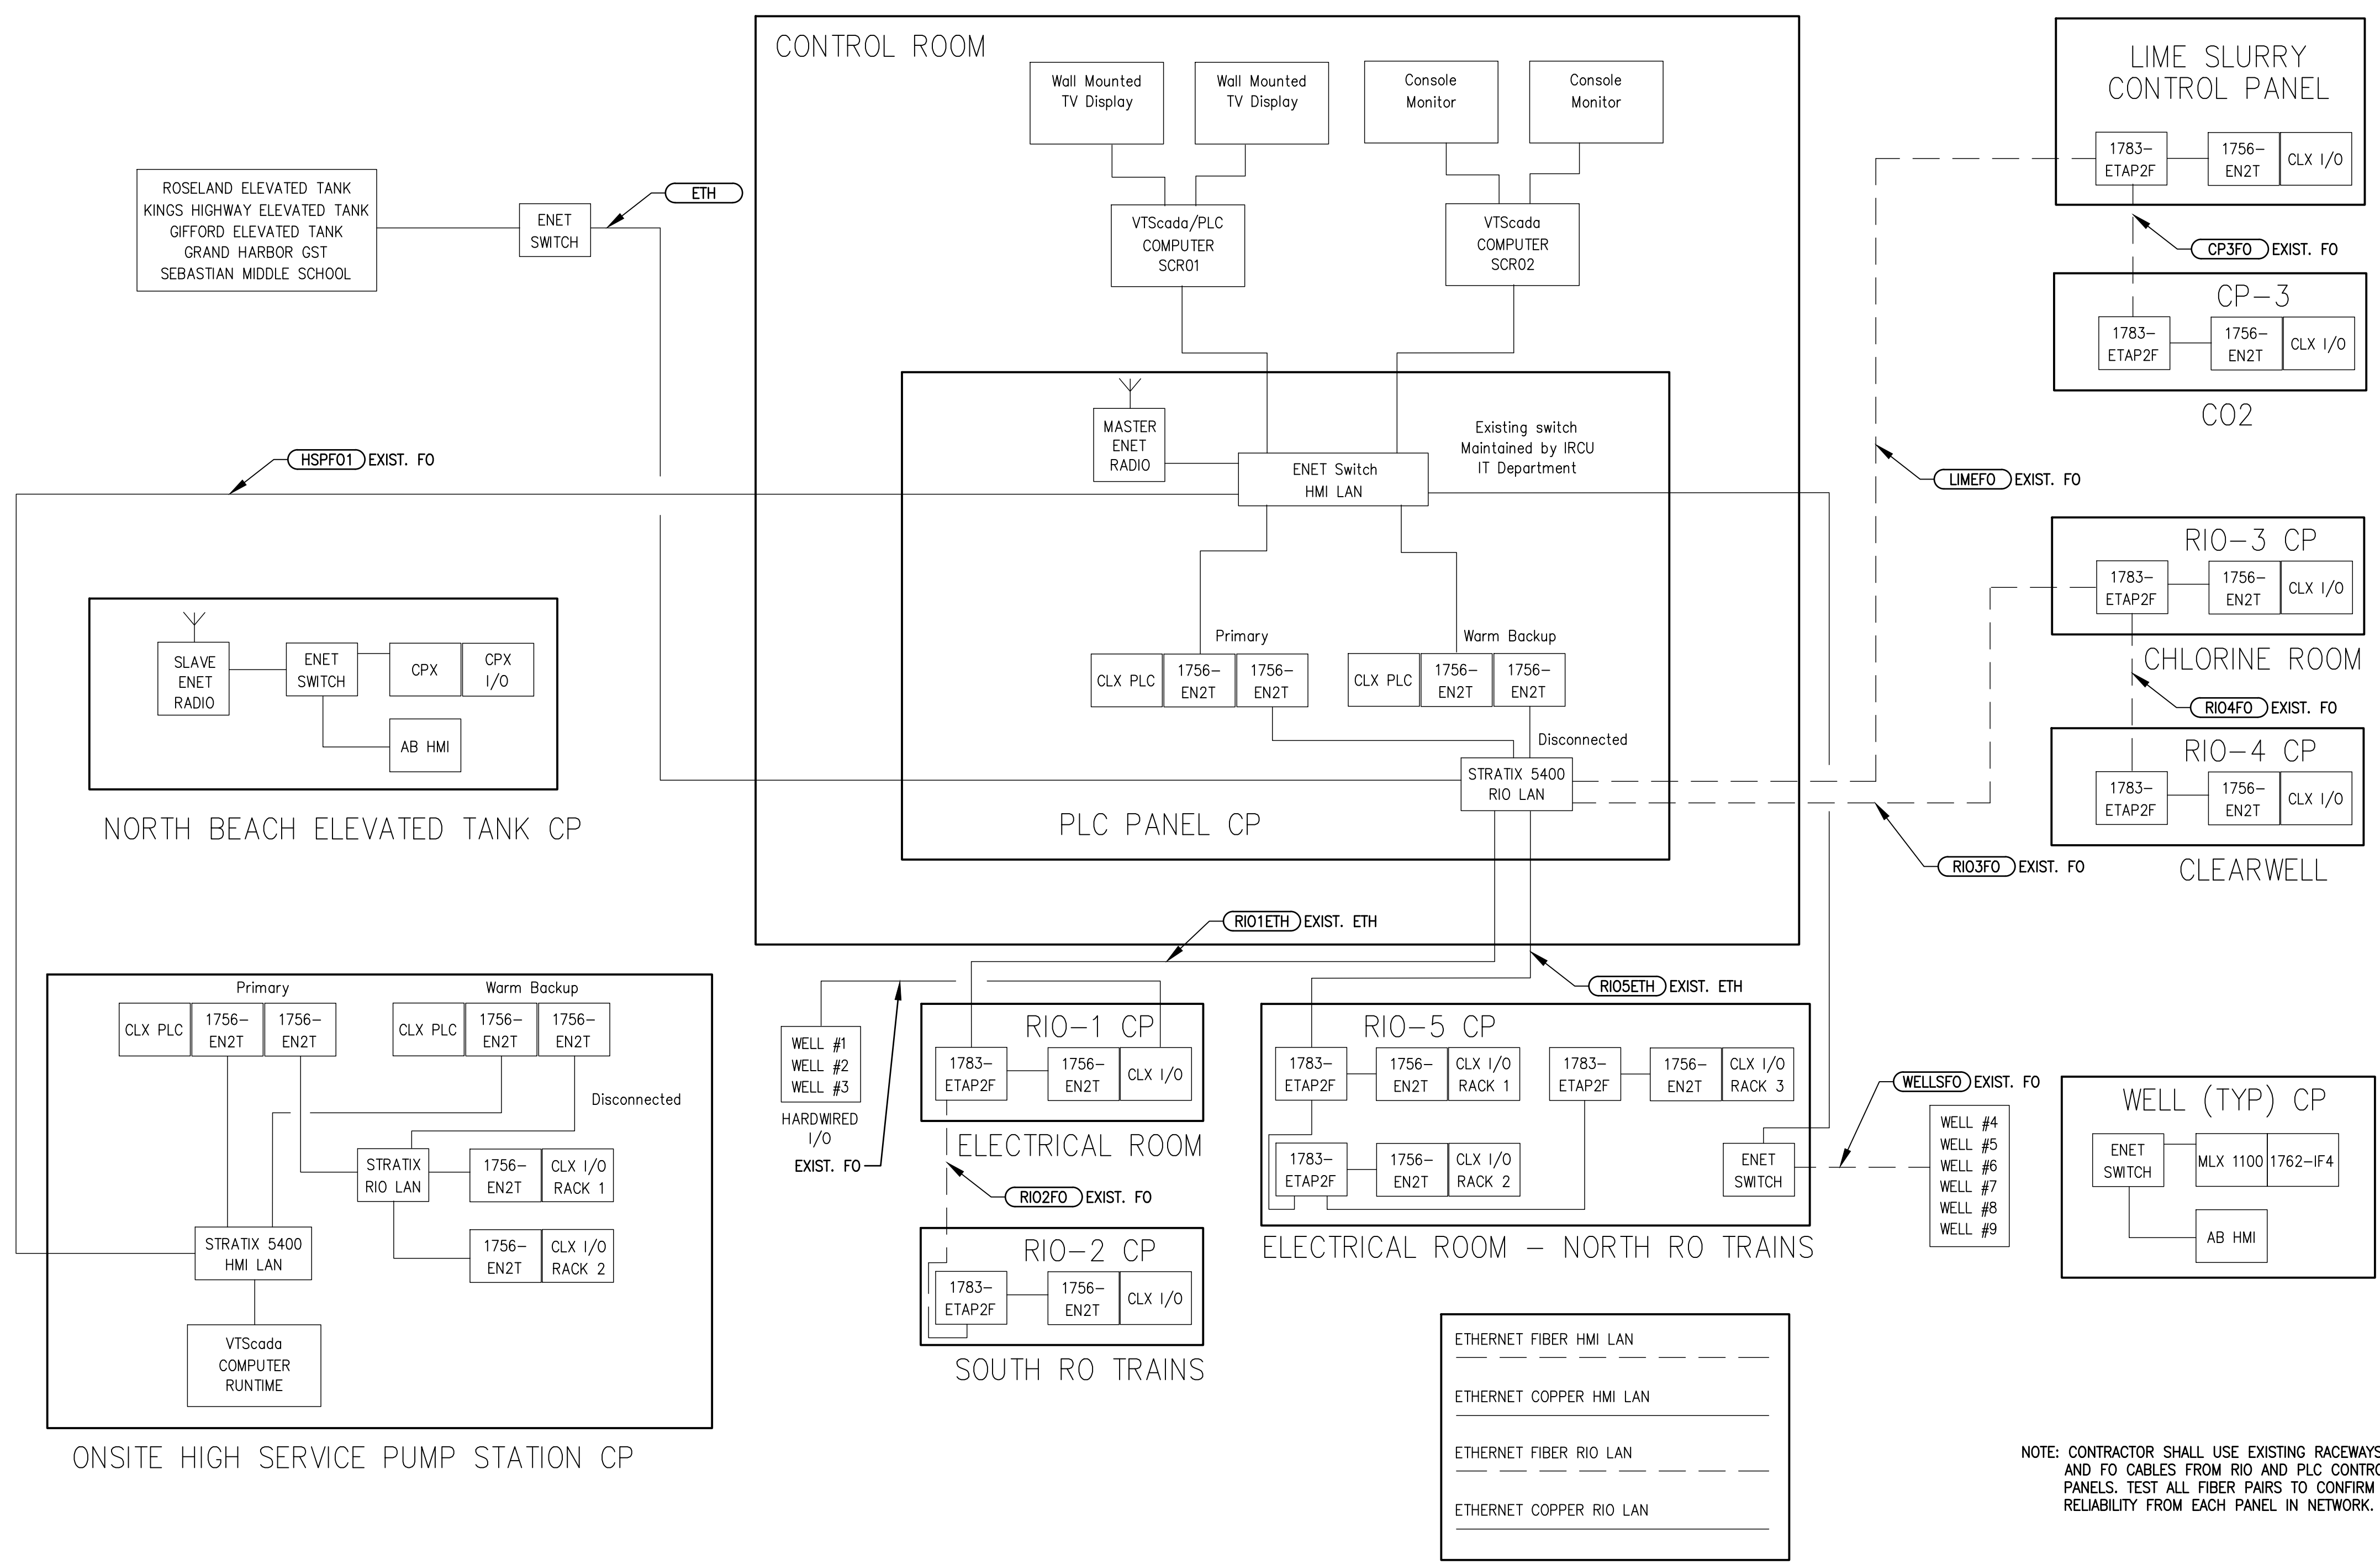 CONTROL ROOM
Wall Mounted
TV Display
Wall Mounted
TV Display
Console
Monitor
Console
Monitor
VTScada/PLC
COMPUTER
SCR01
VTScada
COMPUTER
SCR02
ROSELAND ELEVATED TANK
KINGS HIGHWAY ELEVATED TANK
GIFFORD ELEVATED TANK
GRAND HARBOR GST
SEBASTIAN MIDDLE SCHOOL
ENET
SWITCH
ETH
LIME SLURRY
CONTROL PANEL
1783-
ETAP2F
1756-
EN2T
CLX I/O
CP3FO EXIST. FO
CP-3
1783-
ETAP2F
1756-
EN2T
CLX I/O
CO2
MASTER
ENET
RADIO
Existing switch
Maintained by IRCU
IT Department
ENET Switch
HMI LAN
HSPFO1 EXIST. FO
LIMEFO EXIST. FO
RIO-3 CP
1783-
ETAP2F
1756-
EN2T
CLX I/O
CHLORINE ROOM
RIO4FO EXIST. FO
RIO-4 CP
1783-
ETAP2F
1756-
EN2T
CLX I/O
CLEARWELL
RIO3FO EXIST. FO
SLAVE
ENET
RADIO
ENET
SWITCH
CPX
CPX
I/O
AB HMI
NORTH BEACH ELEVATED TANK CP
Primary
CLX PLC
1756-
EN2T
1756-
EN2T
Warm Backup
CLX PLC
1756-
EN2T
1756-
EN2T
Disconnected
STRATIX 5400
RIO LAN
PLC PANEL CP
RIO1ETH EXIST. ETH
RIO5ETH EXIST. ETH
Primary
CLX PLC
1756-
EN2T
1756-
EN2T
Warm Backup
CLX PLC
1756-
EN2T
1756-
EN2T
Disconnected
STRATIX
RIO LAN
1756-
EN2T
CLX I/O
RACK 1
1756-
EN2T
CLX I/O
RACK 2
STRATIX 5400
HMI LAN
VTScada
COMPUTER
RUNTIME
ONSITE HIGH SERVICE PUMP STATION CP
WELL #1
WELL #2
WELL #3
HARDWIRED
I/O
EXIST. FO
RIO-1 CP
1783-
ETAP2F
1756-
EN2T
CLX I/O
ELECTRICAL ROOM
RIO2FO EXIST. FO
RIO-2 CP
1783-
ETAP2F
1756-
EN2T
CLX I/O
SOUTH RO TRAINS
RIO-5 CP
1783-
ETAP2F
1756-
EN2T
CLX I/O
RACK 1
1783-
ETAP2F
1756-
EN2T
CLX I/O
RACK 3
1783-
ETAP2F
1756-
EN2T
CLX I/O
RACK 2
ENET
SWITCH
ELECTRICAL ROOM - NORTH RO TRAINS
WELLSFO EXIST. FO
WELL #4
WELL #5
WELL #6
WELL #7
WELL #8
WELL #9
WELL (TYP) CP
ENET
SWITCH
MLX 1100
1762-IF4
AB HMI
ETHERNET FIBER HMI LAN
ETHERNET COPPER HMI LAN
ETHERNET FIBER RIO LAN
ETHERNET COPPER RIO LAN
NOTE: CONTRACTOR SHALL USE EXISTING RACEWAYS
AND FO CABLES FROM RIO AND PLC CONTRO
PANELS. TEST ALL FIBER PAIRS TO CONFIRM
RELIABILITY FROM EACH PANEL IN NETWORK.